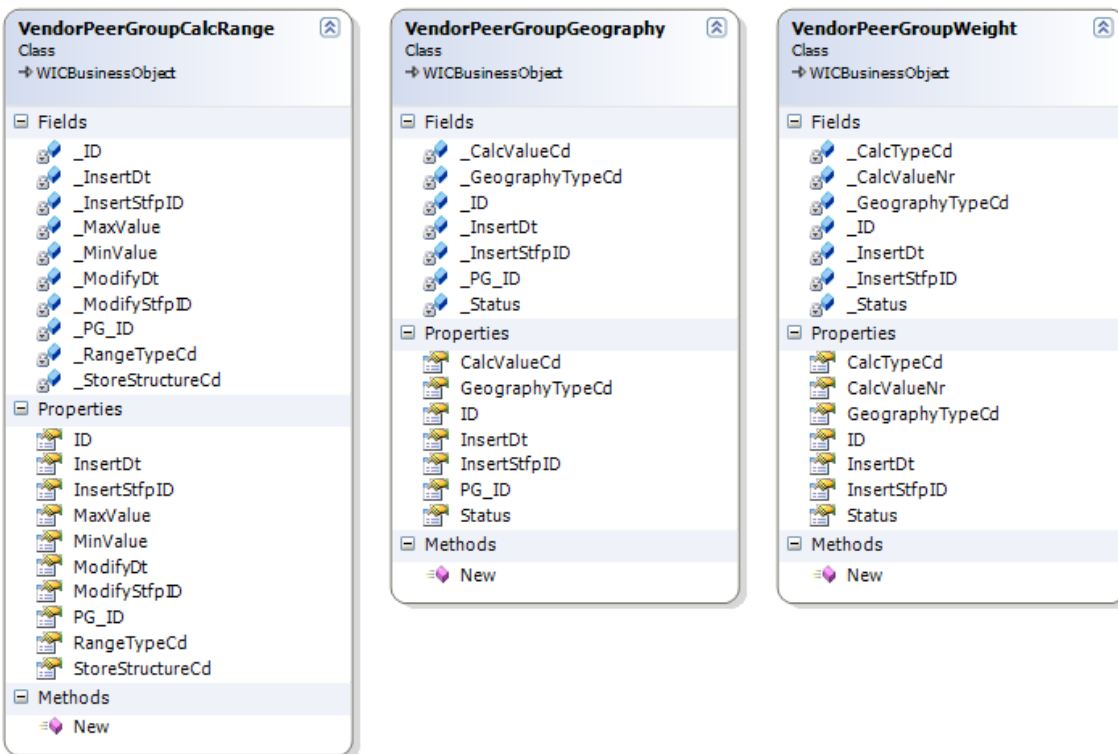 VendorPeerGroupCalcRange
Class
WICBusinessObject
Fields
_ID
_InsertDt
_InsertStfpID
_MaxValue
_MinValue
_ModifyDt
_ModifyStfpID
_PG_ID
_RangeTypeCd
_StoreStructureCd
Properties
ID
InsertDt
InsertStfpID
MaxValue
MinValue
ModifyDt
ModifyStfpID
PG_ID
RangeTypeCd
StoreStructureCd
Methods
New
VendorPeerGroupGeography
Class
WICBusinessObject
Fields
_CalcValueCd
_GeographyTypeCd
_ID
_InsertDt
_InsertStfpID
_PG_ID
_Status
Properties
CalcValueCd
GeographyTypeCd
ID
InsertDt
InsertStfpID
PG_ID
Status
Methods
New
VendorPeerGroupWeight
Class
WICBusinessObject
Fields
_CalcTypeCd
_CalcValueNr
_GeographyTypeCd
_ID
_InsertDt
_InsertStfpID
_Status
Properties
CalcTypeCd
CalcValueNr
GeographyTypeCd
ID
InsertDt
InsertStfpID
Status
Methods
New